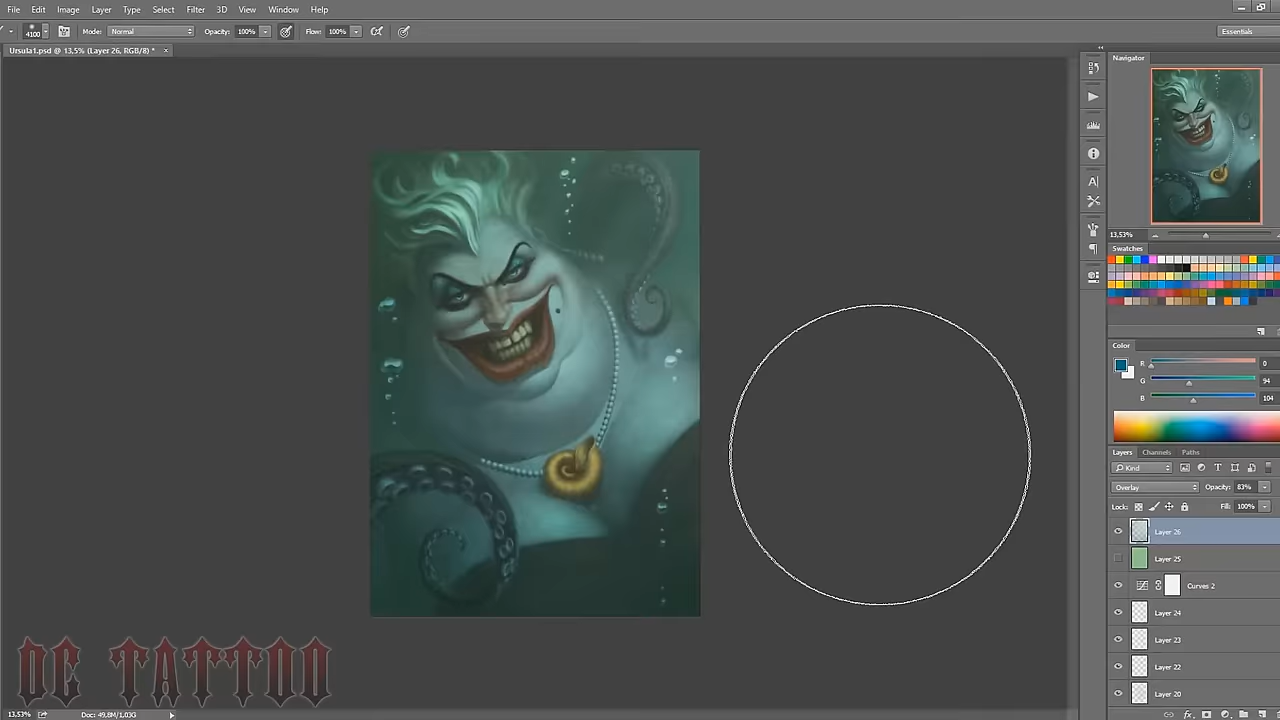 File Edit Image Layer Type Select Filter 3D View Window Help
4100 Mode: Normal Opacity: 100% Flow: 100% Essentials
Ursula1.psd @ 13,5% (Layer 26, RGB/8) *
Navigator
13,53%
Swatches
Color
R 0
G 94
B 104
Layers Channels Paths
Kind
Overlay Opacity: 83%
Lock: Fill: 100%
Layer 26
Layer 25
Curves 2
Layer 24
Layer 23
Layer 22
Layer 20
DC TATTOO
13,53% Doc: 49,8M/1,03G